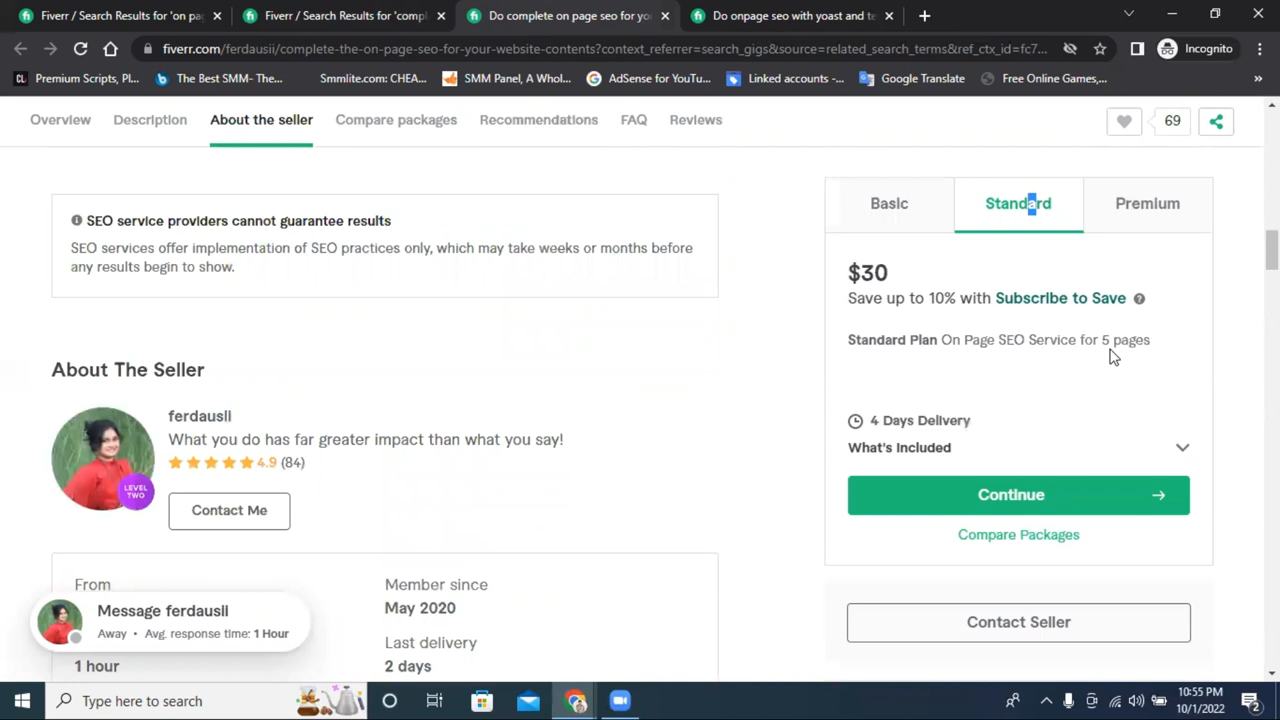 Fiverr / Search Results for 'on pa
Fiverr / Search Results for 'compl
Do complete on page seo for yo
Do onpage seo with yoast and te
fiverr.com/ferdausii/complete-the-on-page-seo-for-your-website-contents?context_referrer=search_gigs&source=related_search_terms&ref_ctx_id=fc7...
Incognito
Premium Scripts, Pl...
The Best SMM- The...
Smmlite.com: CHEA...
SMM Panel, A Whol...
AdSense for YouTu...
Linked accounts -...
Google Translate
Free Online Games,...
»
Overview
Description
About the seller
Compare packages
Recommendations
FAQ
Reviews
69
SEO service providers cannot guarantee results
SEO services offer implementation of SEO practices only, which may take weeks or months before
any results begin to show.
About The Seller
ferdausii
What you do has far greater impact than what you say!
4.9 (84)
LEVEL
TWO
Contact Me
From
Member since
May 2020
Last delivery
1 hour
2 days
Message ferdausii
Away • Avg. response time: 1 Hour
Basic
Standard
Premium
$30
Save up to 10% with Subscribe to Save
Standard Plan On Page SEO Service for 5 pages
4 Days Delivery
What's Included
Continue
Compare Packages
Contact Seller
Type here to search
10:55 PM
10/1/2022
2